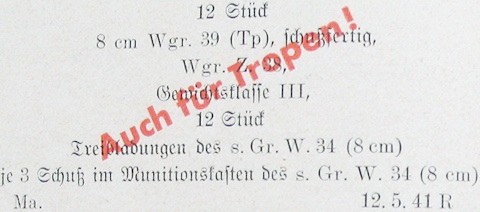 12 Stück
8 cm Wgr. 39 (Tp), schußfertig,
Wgr. Z. 38,
Gewichtsklasse III,
12 Stück
Treibladungen des s. Gr. W. 34 (8 cm)
je 3 Schuß im Munitionskasten des s. Gr. W. 34 (8 cm)
Ma. 12. 5. 41 R
Auch für Tropen!